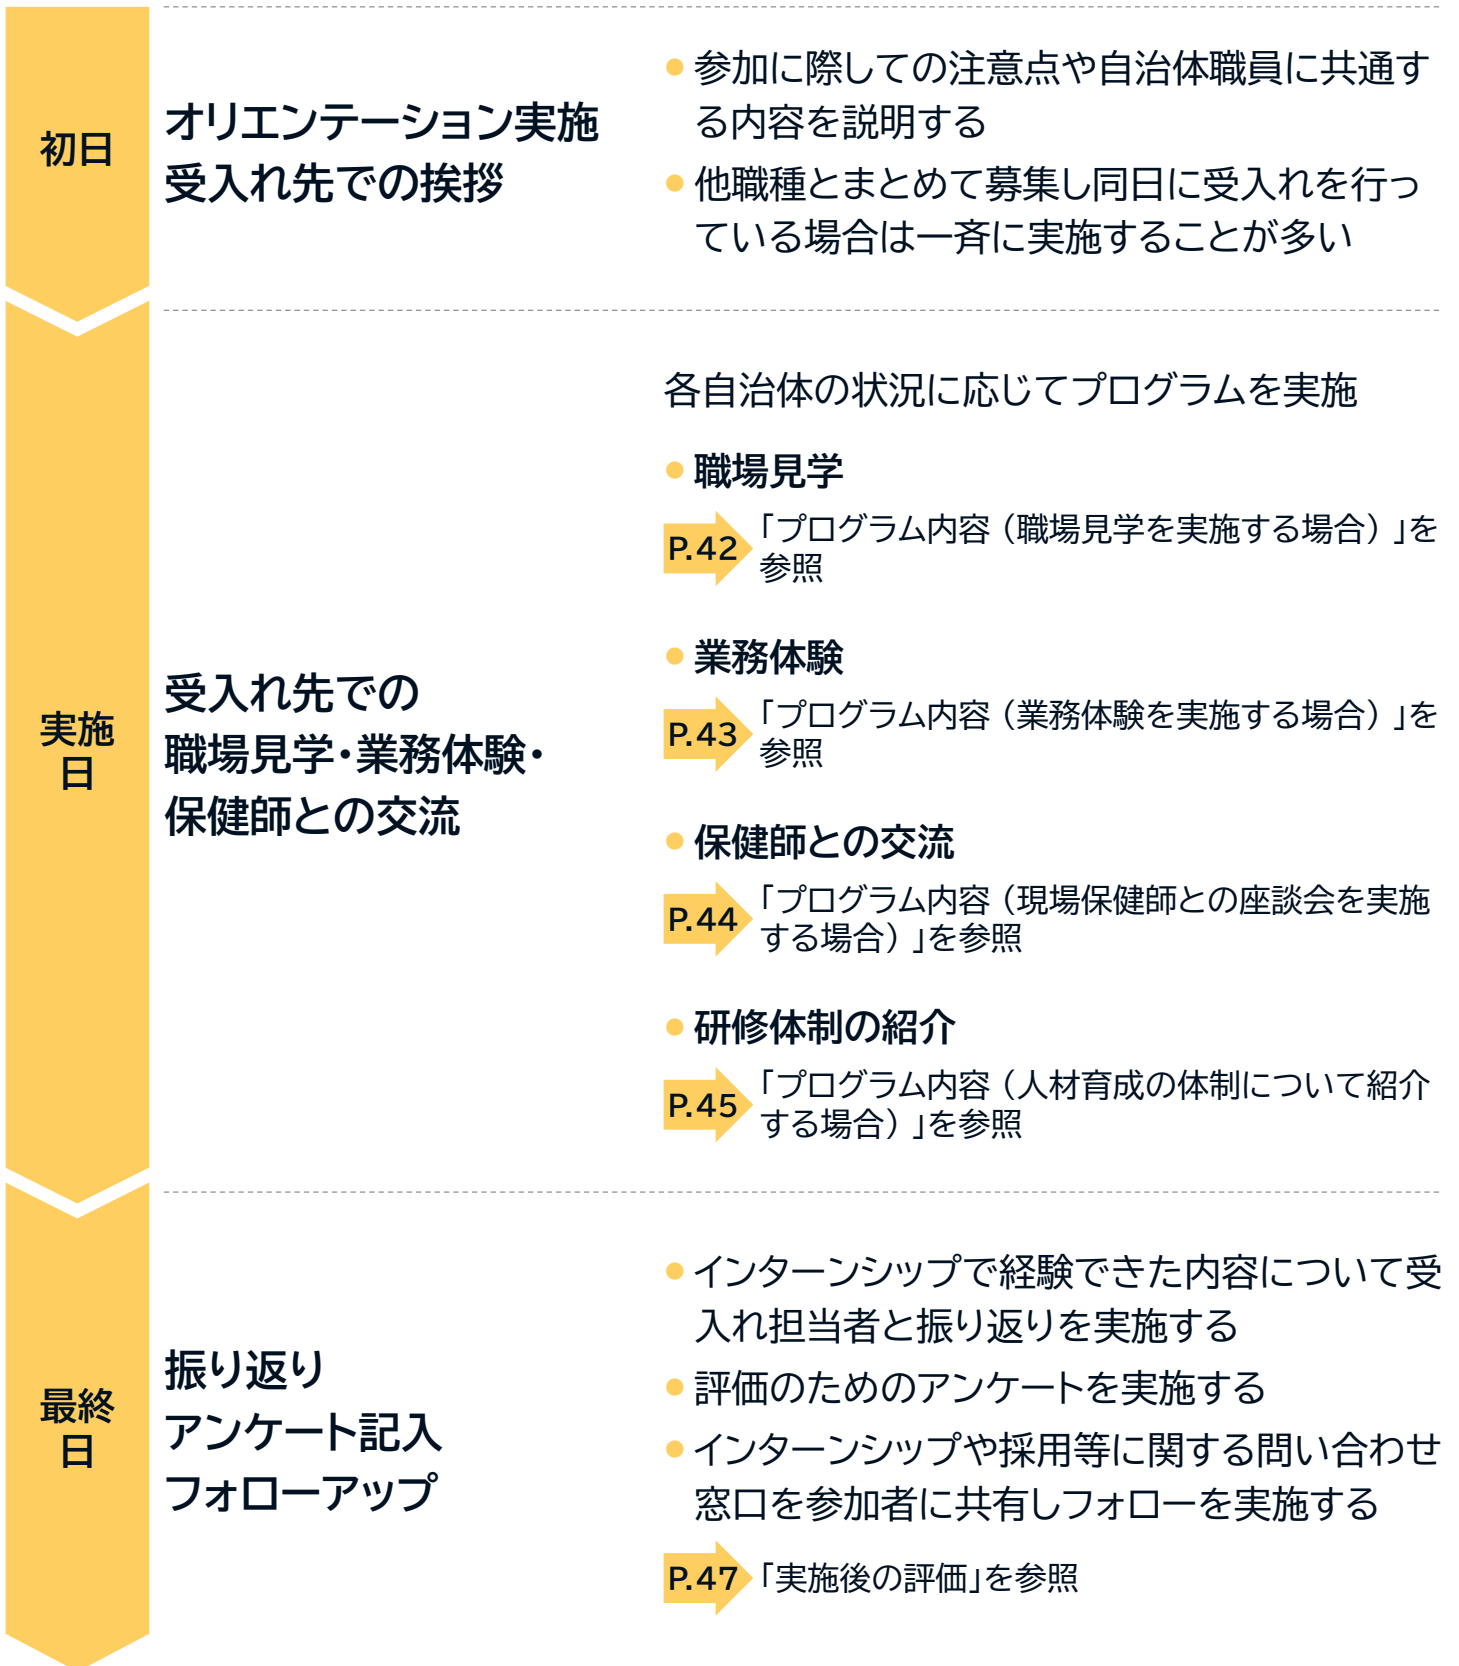 初日
オリエンテーション実施
受入れ先での挨拶
● 参加に際しての注意点や自治体職員に共通す
る内容を説明する
● 他職種とまとめて募集し同日に受入れを行っ
ている場合は一斉に実施することが多い
実施
日
受入れ先での
職場見学・業務体験・
保健師との交流
各自治体の状況に応じてプログラムを実施
● 職場見学
P.42
「プログラム内容（職場見学を実施する場合）」を
参照
● 業務体験
P.43
「プログラム内容（業務体験を実施する場合）」を
参照
● 保健師との交流
P.44
「プログラム内容（現場保健師との座談会を実施
する場合）」を参照
● 研修体制の紹介
P.45
「プログラム内容（人材育成の体制について紹介
する場合）」を参照
最終
日
振り返り
アンケート記入
フォローアップ
● インターンシップで経験できた内容について受
入れ担当者と振り返りを実施する
● 評価のためのアンケートを実施する
● インターンシップや採用等に関する問い合わせ
窓口を参加者に共有しフォローを実施する
P.47
「実施後の評価」を参照